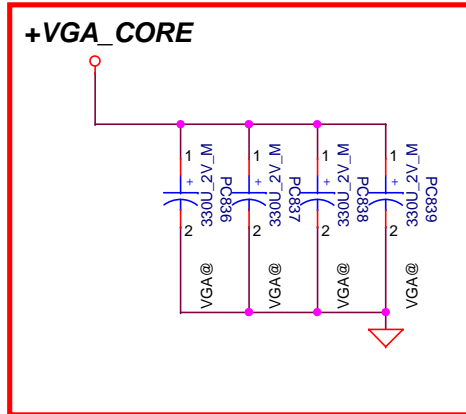 +VGA_CORE
1
1
1
1
+
+
+
+
2
2
2
2
330U_2V_M
PC836
VGA@
330U_2V_M
PC837
VGA@
330U_2V_M
PC838
VGA@
330U_2V_M
PC839
VGA@